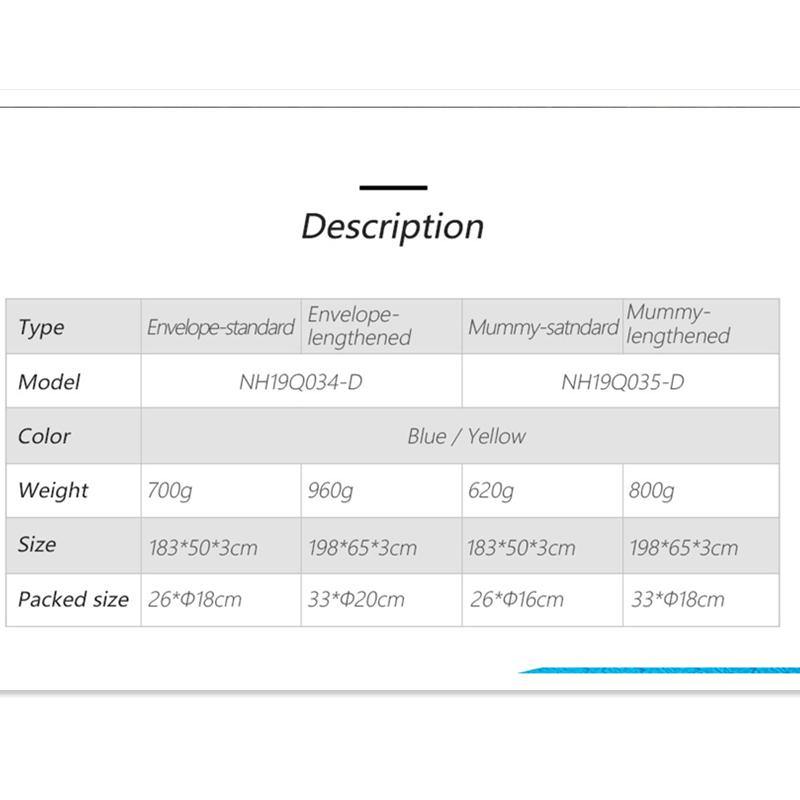 Description
Type Envelope-standard Envelope-lengthened Mummy-satndard Mummy-lengthened
Model NH19Q034-D NH19Q035-D
Color Blue / Yellow
Weight 700g 960g 620g 800g
Size 183*50*3cm 198*65*3cm 183*50*3cm 198*65*3cm
Packed size 26*Φ18cm 33*Φ20cm 26*Φ16cm 33*Φ18cm